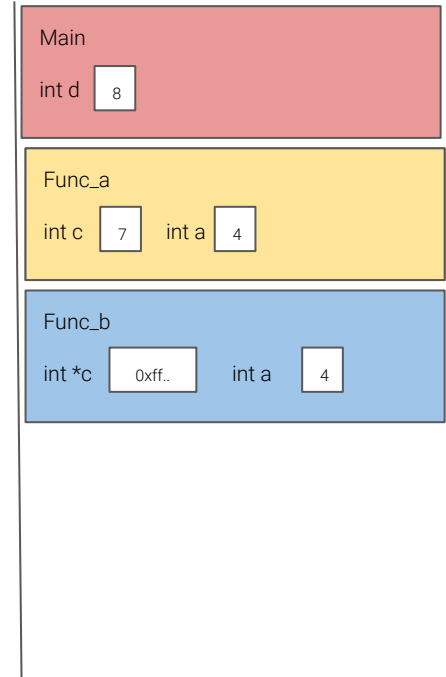 Main
int d 8
Func_a
int c 7 int a 4
Func_b
int *c 0xff.. int a 4